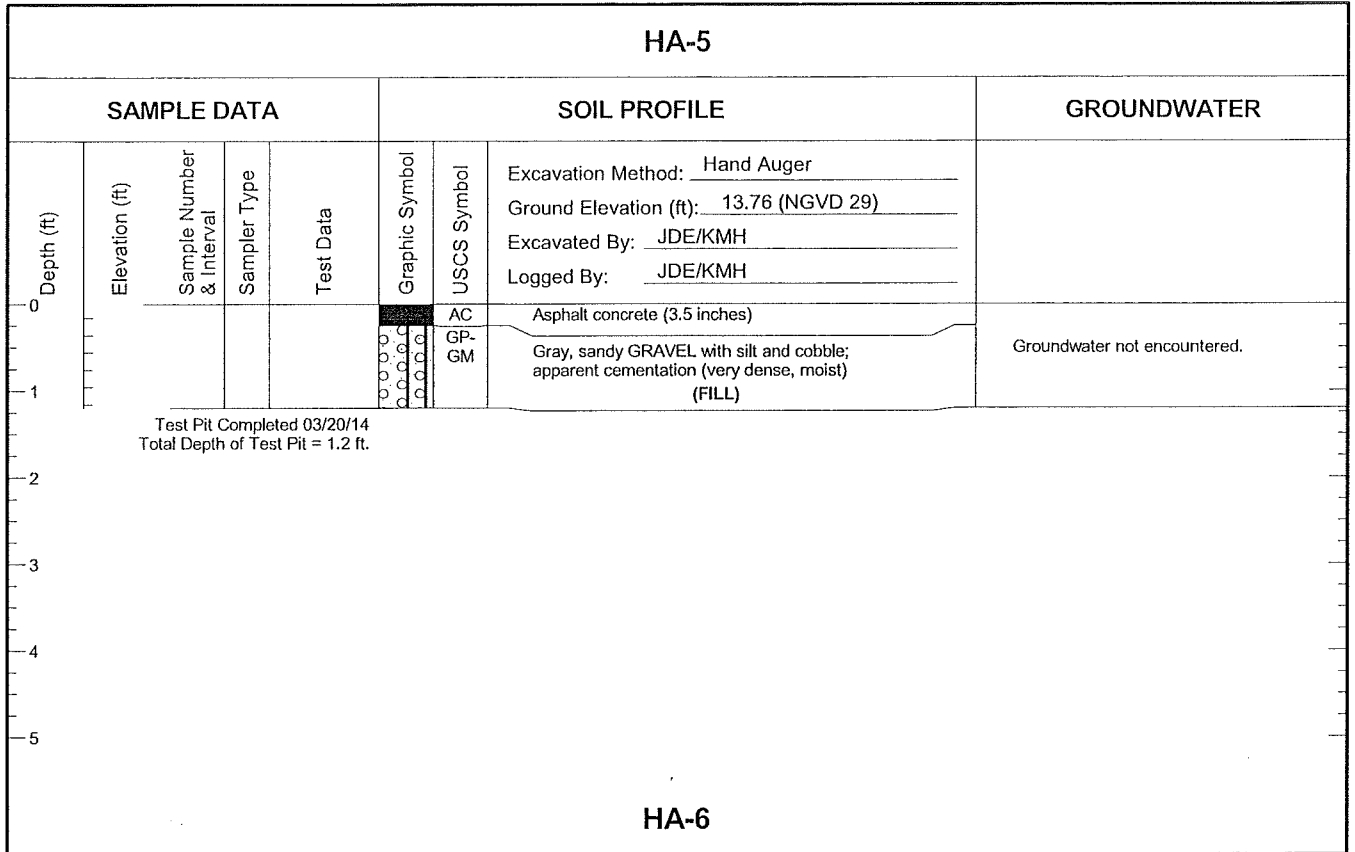 HA-5
SAMPLE DATA
SOIL PROFILE
GROUNDWATER
Depth (ft)
Elevation (ft)
Sample Number
& Interval
Sampler Type
Test Data
Graphic Symbol
USCS Symbol
Excavation Method: Hand Auger
Ground Elevation (ft): 13.76 (NGVD 29)
Excavated By: JDE/KMH
Logged By: JDE/KMH
0
AC
Asphalt concrete (3.5 inches)
GP-
GM
Gray, sandy GRAVEL with silt and cobble;
apparent cementation (very dense, moist)
(FILL)
Groundwater not encountered.
1
Test Pit Completed 03/20/14
Total Depth of Test Pit = 1.2 ft.
2
3
4
5
HA-6